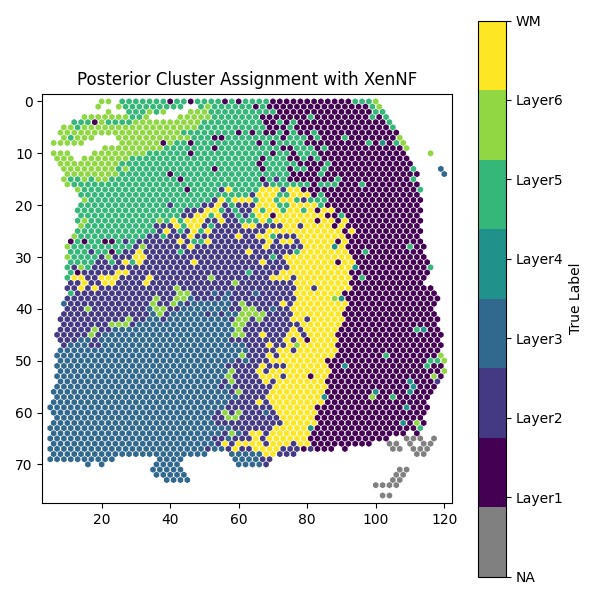 Posterior Cluster Assignment with XenNF
0
10
20
30
40
50
60
70
20
40
60
80
100
120
WM
Layer6
Layer5
Layer4
Layer3
Layer2
Layer1
NA
True Label